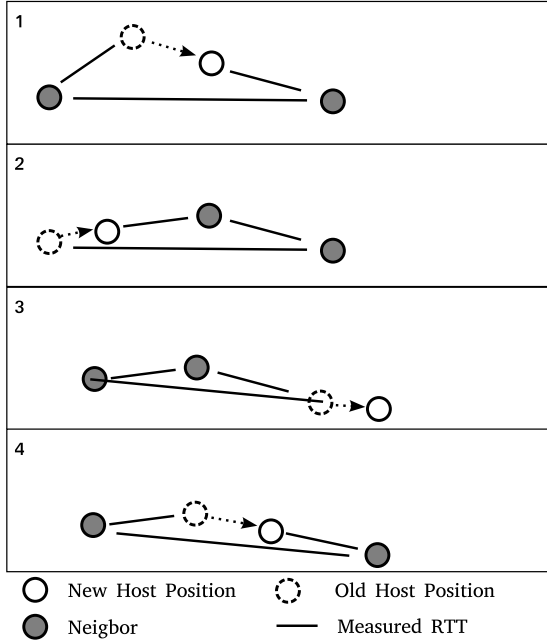 1
2
3
4
New Host Position
Old Host Position
Neigbor
Measured RTT